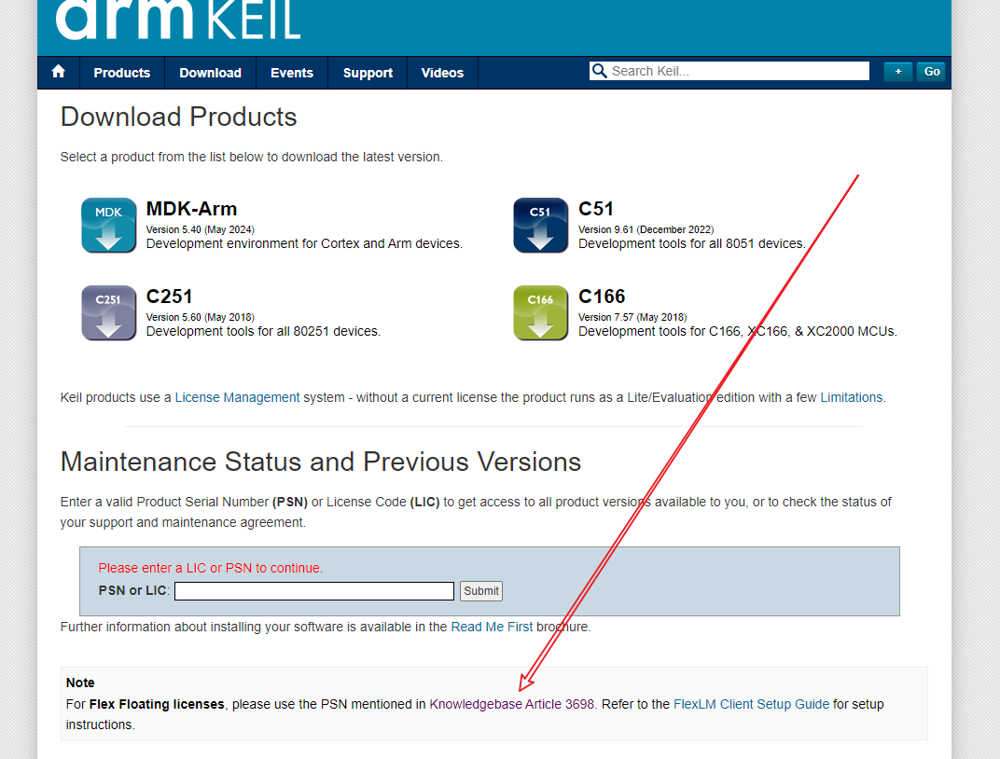 arm KEIL
Products Download Events Support Videos Search Keil... + Go
Download Products
Select a product from the list below to download the latest version.
MDK
MDK-Arm
Version 5.40 (May 2024)
Development environment for Cortex and Arm devices.
C51
C51
Version 9.61 (December 2022)
Development tools for all 8051 devices.
C251
C251
Version 5.60 (May 2018)
Development tools for all 80251 devices.
C166
C166
Version 7.57 (May 2018)
Development tools for C166, XC166, & XC2000 MCUs.
Keil products use a License Management system - without a current license the product runs as a Lite/Evaluation edition with a few Limitations.
Maintenance Status and Previous Versions
Enter a valid Product Serial Number (PSN) or License Code (LIC) to get access to all product versions available to you, or to check the status of
your support and maintenance agreement.
Please enter a LIC or PSN to continue.
PSN or LIC: Submit
Further information about installing your software is available in the Read Me First brochure.
Note
For Flex Floating licenses, please use the PSN mentioned in Knowledgebase Article 3698. Refer to the FlexLM Client Setup Guide for setup
instructions.